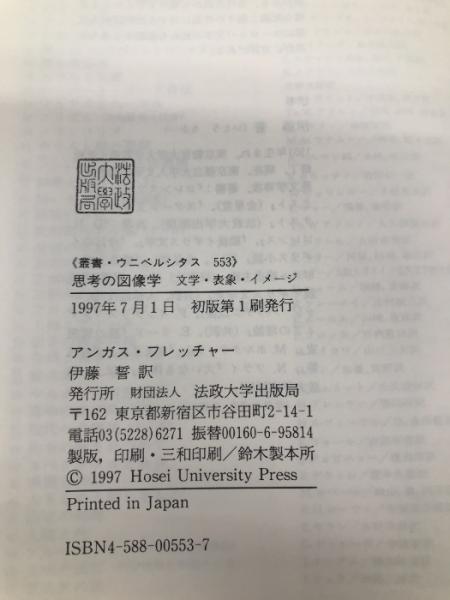 法政
大學
出版局
《叢書・ウニベルシタス 553》
思考の図像学 文学・表象・イメージ
1997年7月1日 初版第1刷発行
アンガス・フレッチャー
伊藤 誓 訳
発行所 財団法人 法政大学出版局
〒162 東京都新宿区市谷田町2-14-1
電話03(5228)6271 振替00160-6-95814
製版,印刷・三和印刷/鈴木製本所
© 1997 Hosei University Press
Printed in Japan
ISBN4-588-00553-7